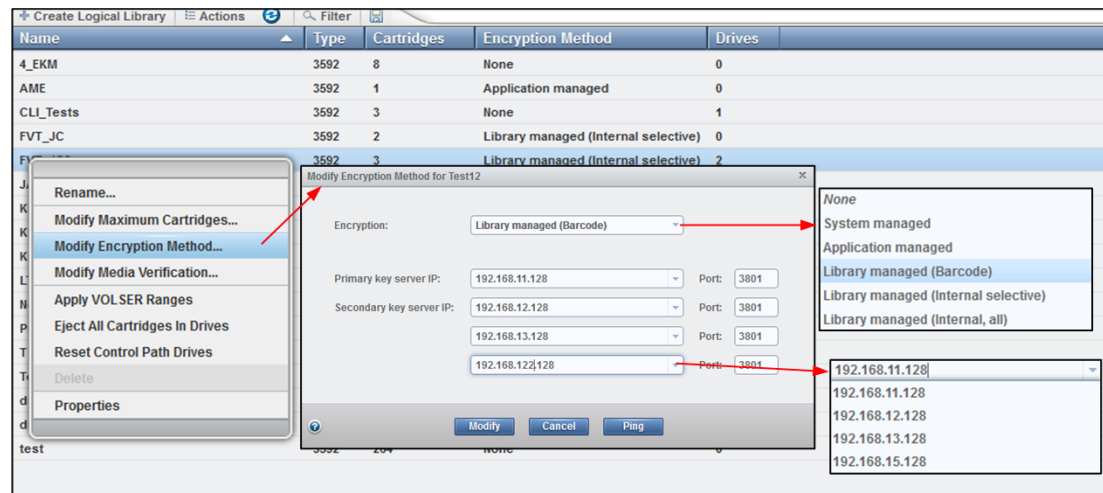 Create Logical Library Actions Filter
Name Type Cartridges Encryption Method Drives
4_EKM 3592 8 None 0
AME 3592 1 Application managed 0
CLI_Tests 3592 3 None 1
FVT_JC 3592 2 Library managed (Internal selective) 0
3592 3 Library managed (Internal selective) 2
Rename...
Modify Maximum Cartridges...
Modify Encryption Method...
Modify Media Verification...
Apply VOLSER Ranges
Eject All Cartridges In Drives
Reset Control Path Drives
Delete
Properties
test 3592 204 None 0
Modify Encryption Method for Test12 x
Encryption: Library managed (Barcode)
Primary key server IP: 192.168.11.128 Port: 3801
Secondary key server IP: 192.168.12.128 Port: 3801
192.168.13.128 Port: 3801
192.168.122.128 Port: 3801
? Modify Cancel Ping
None
System managed
Application managed
Library managed (Barcode)
Library managed (Internal selective)
Library managed (Internal, all)
192.168.11.128
192.168.11.128
192.168.12.128
192.168.13.128
192.168.15.128